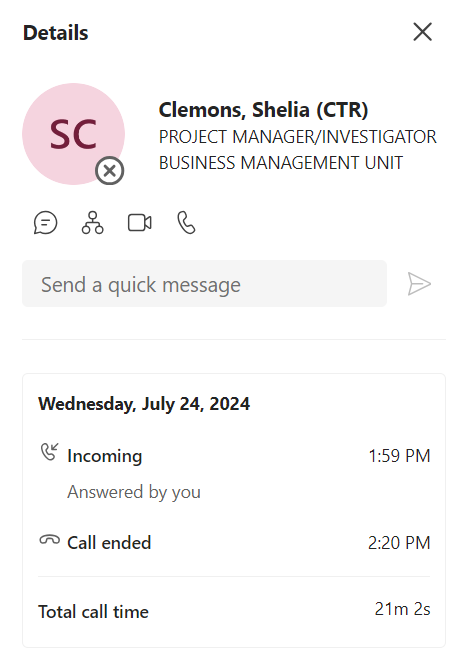 Details
SC
Clemons, Shelia (CTR)
PROJECT MANAGER/INVESTIGATOR
BUSINESS MANAGEMENT UNIT
Send a quick message
Wednesday, July 24, 2024
Incoming 1:59 PM
Answered by you
Call ended 2:20 PM
Total call time 21m 2s